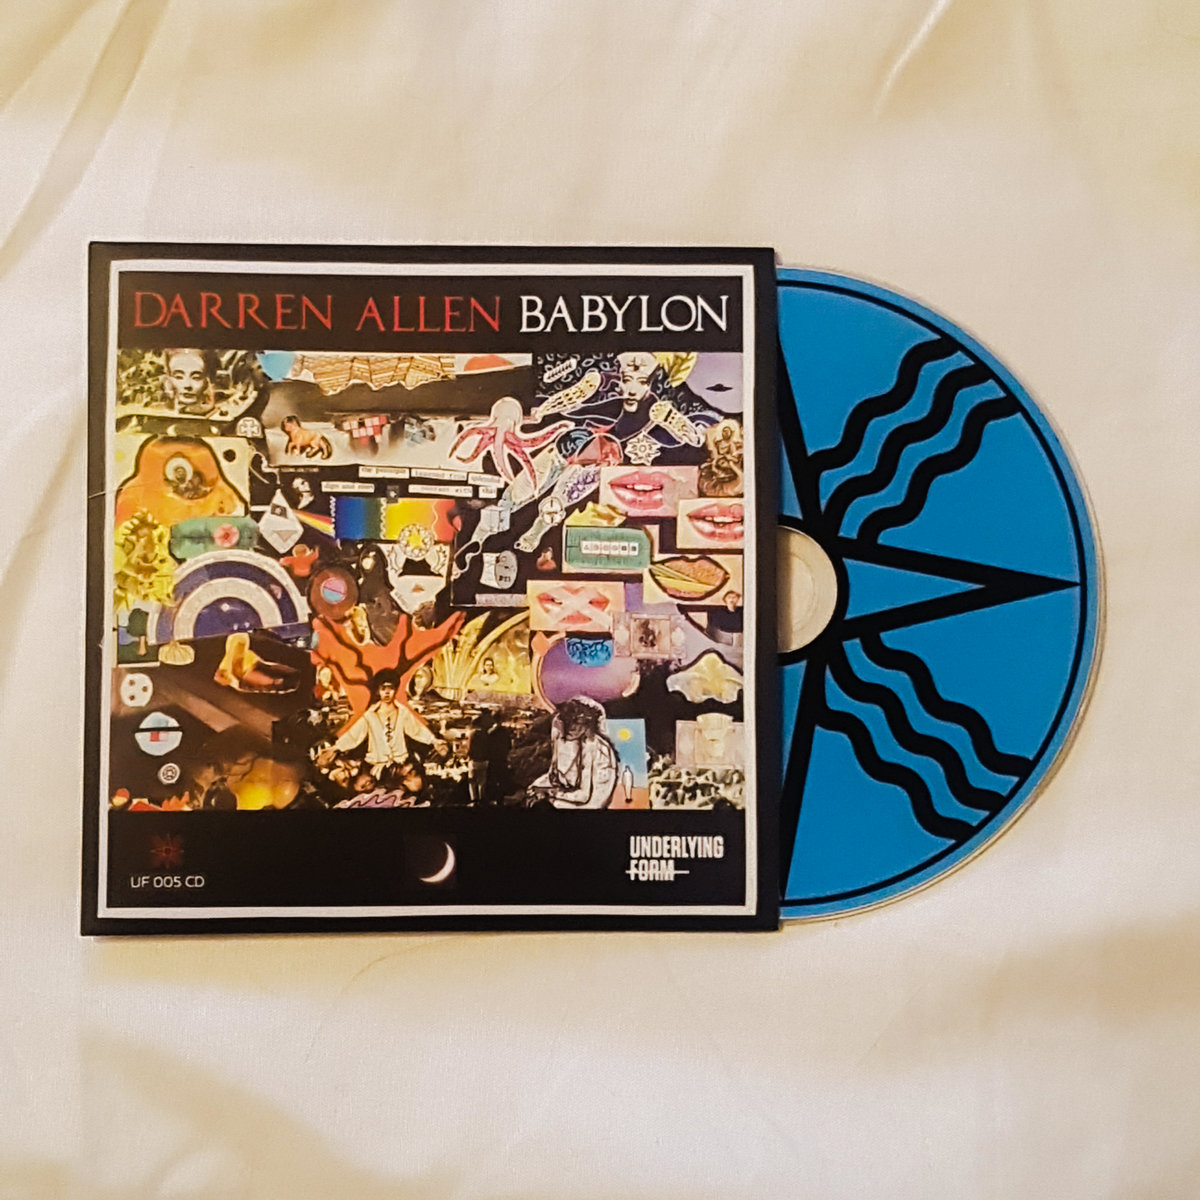 DARREN ALLEN BABYLON
UNDERLYING
FORM
UF 005 CD